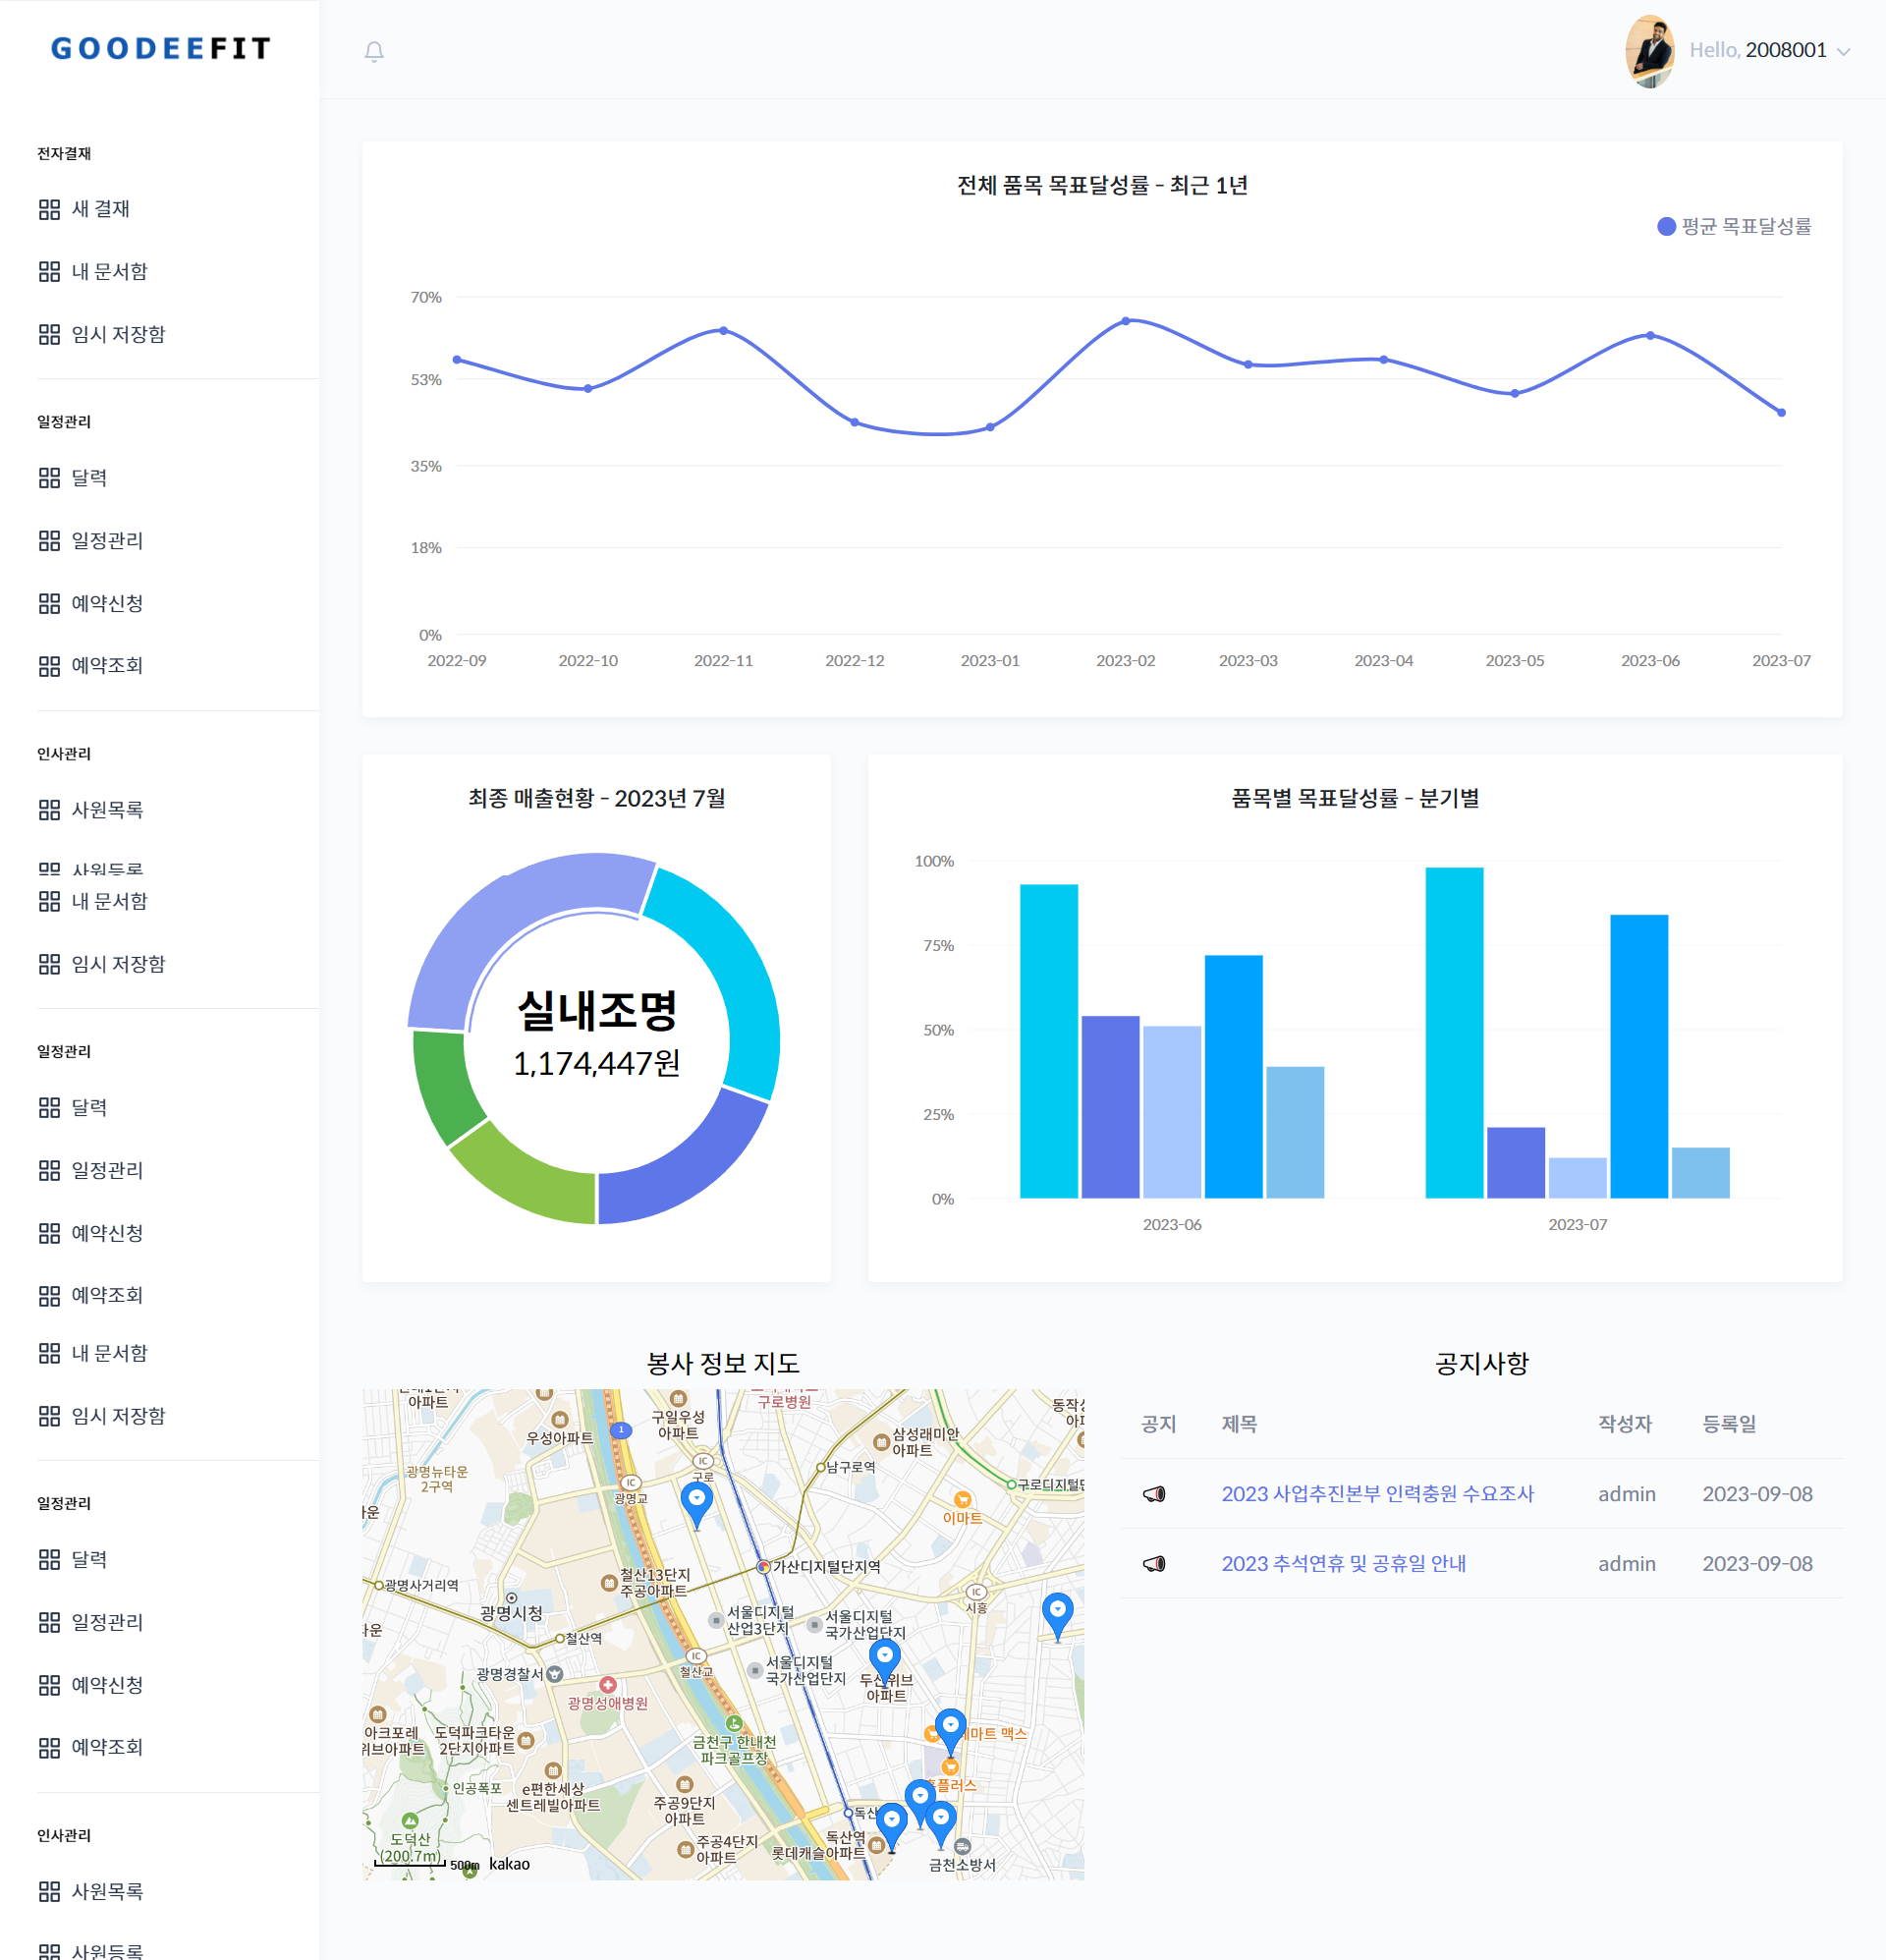 GOODEEFIT
Hello, 2008001
전자결재
새 결재
내 문서함
임시 저장함
일정관리
달력
일정관리
예약신청
예약조회
인사관리
사원목록
사원등록
내 문서함
임시 저장함
일정관리
달력
일정관리
예약신청
예약조회
내 문서함
임시 저장함
일정관리
달력
일정관리
예약신청
예약조회
인사관리
사원목록
사원등록
전체 품목 목표달성률 - 최근 1년
평균 목표달성률
70%
53%
35%
18%
0%
2022-09 2022-10 2022-11 2022-12 2023-01 2023-02 2023-03 2023-04 2023-05 2023-06 2023-07
최종 매출현황 - 2023년 7월
실내조명
1,174,447원
품목별 목표달성률 - 분기별
100%
75%
50%
25%
0%
2023-06 2023-07
봉사 정보 지도
아파트
우성아파트
1
구일우성
아파트
구로병원
삼성래미안
아파트
광명뉴타운
2구역
IC
광명교
IC
구로
남구로역
구로디지털단
이마트
가산디지털단지역
광명사거리역
광명시청
철산13단지
주공아파트
서울디지털
산업3단지
서울디지털
국가산업단지
IC
시흥
철산역
광명경찰서
IC
철산교
서울디지털
국가산업단지
두산위브
아파트
광명성애병원
아크포레
위브아파트
도덕파크타운
2단지아파트
금천구 한내천
파크골프장
마트 맥스
홈플러스
인공폭포
e편한세상
센트레빌아파트
주공9단지
아파트
독산
도덕산
(200.7m)
주공4단지
아파트
독산역
롯데캐슬아파트
금천소방서
500m kakao
공지사항
공지 제목 작성자 등록일
2023 사업추진본부 인력충원 수요조사 admin 2023-09-08
2023 추석연휴 및 공휴일 안내 admin 2023-09-08